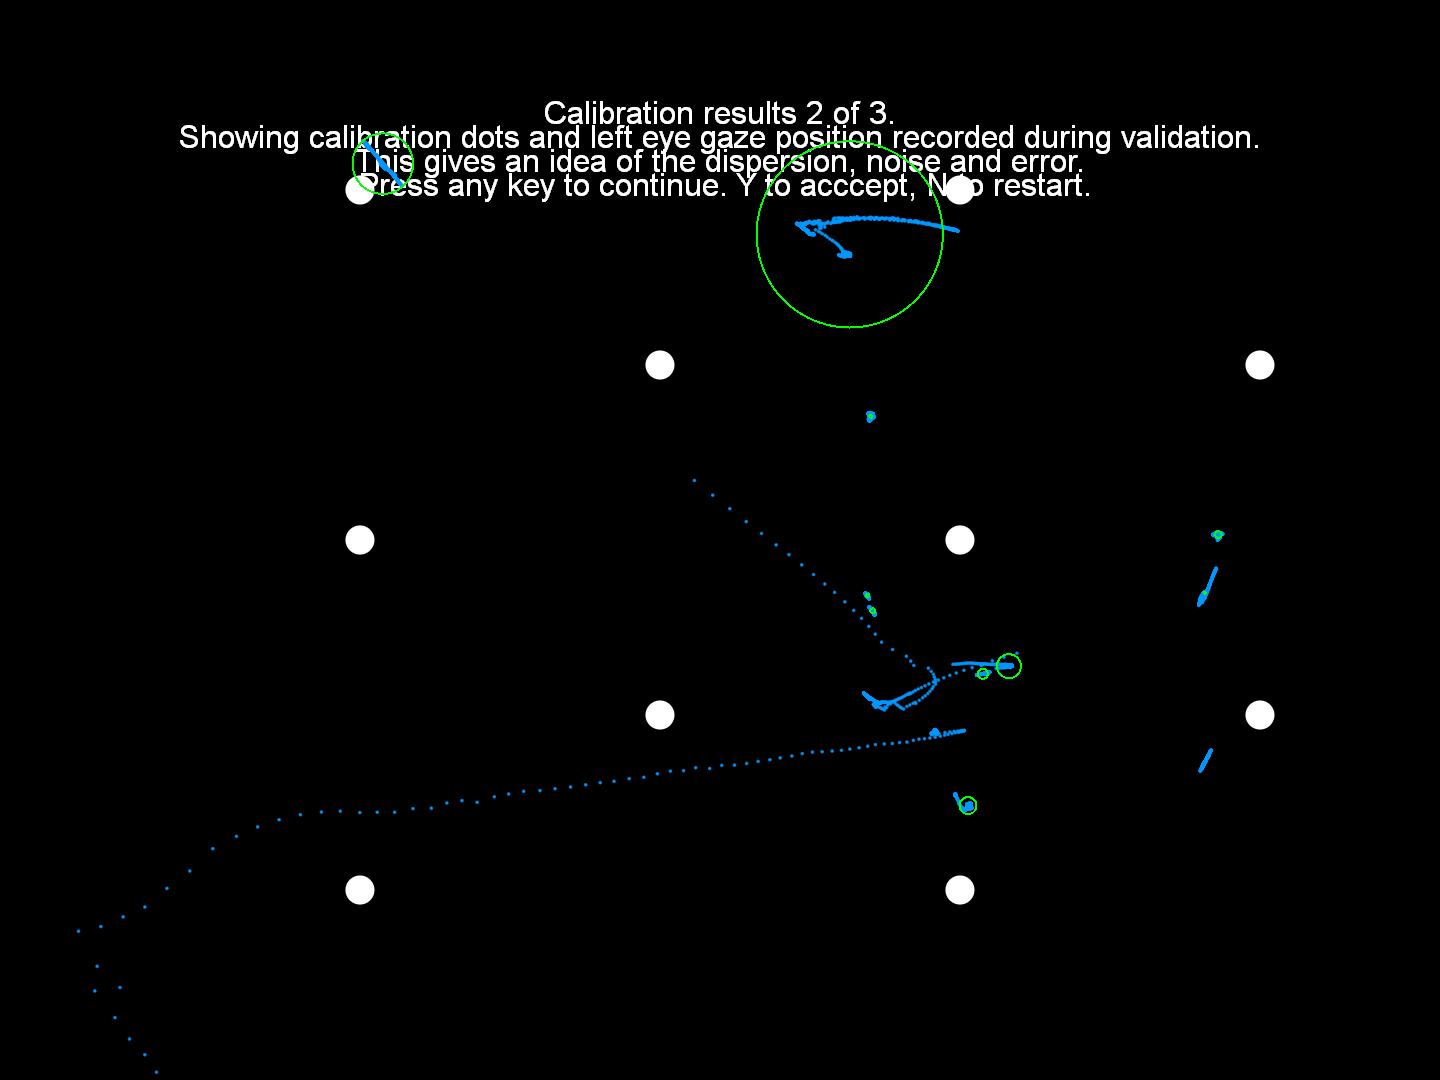 Calibration results 2 of 3.
Showing calibration dots and left eye gaze position recorded during validation.
This gives an idea of the dispersion, noise and error.
Press any key to continue. Y to acccept, N to restart.